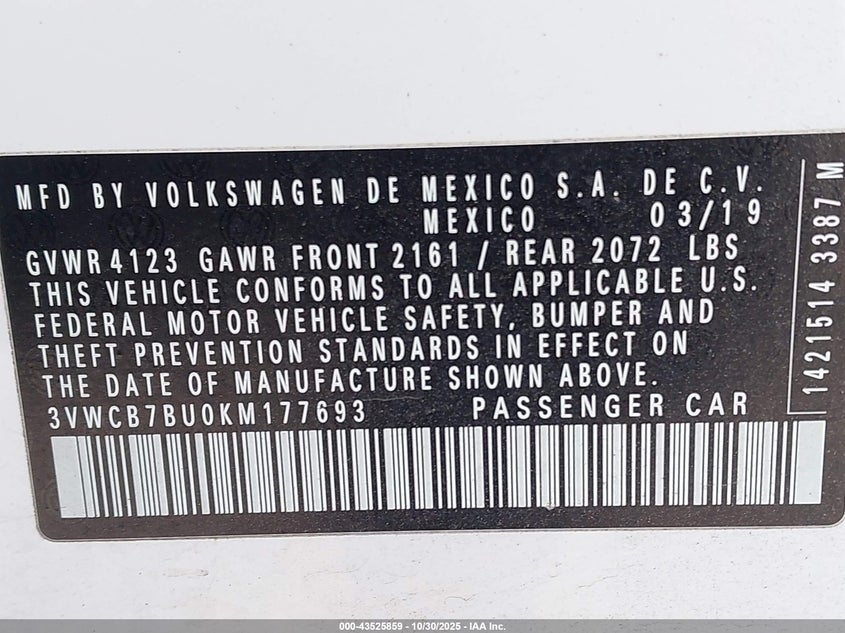 MFD BY VOLKSWAGEN DE MEXICO S.A. DE C.V.
MEXICO 03/19
GVWR 4123 GAWR FRONT 2161 / REAR 2072 LBS
THIS VEHICLE CONFORMS TO ALL APPLICABLE U.S.
FEDERAL MOTOR VEHICLE SAFETY, BUMPER AND
THEFT PREVENTION STANDARDS IN EFFECT ON
THE DATE OF MANUFACTURE SHOWN ABOVE.
3VWCB7BU0KM177693 PASSENGER CAR
1421514 3387 M
000-43525859 - 10/30/2025 - IAA Inc.